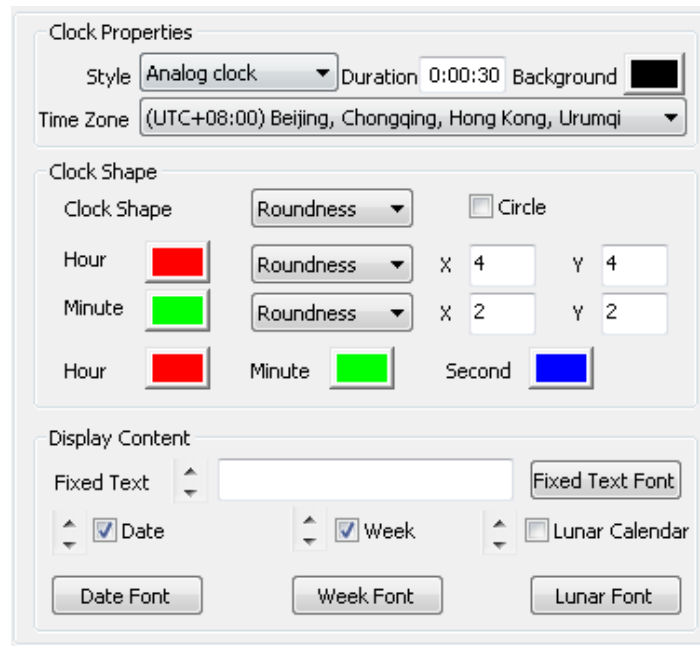 Clock Properties
Style Analog clock Duration 0:00:30 Background
Time Zone (UTC+08:00) Beijing, Chongqing, Hong Kong, Urumqi
Clock Shape
Clock Shape Roundness Circle
Hour Roundness X 4 Y 4
Minute Roundness X 2 Y 2
Hour Minute Second
Display Content
Fixed Text Fixed Text Font
Date Week Lunar Calendar
Date Font Week Font Lunar Font